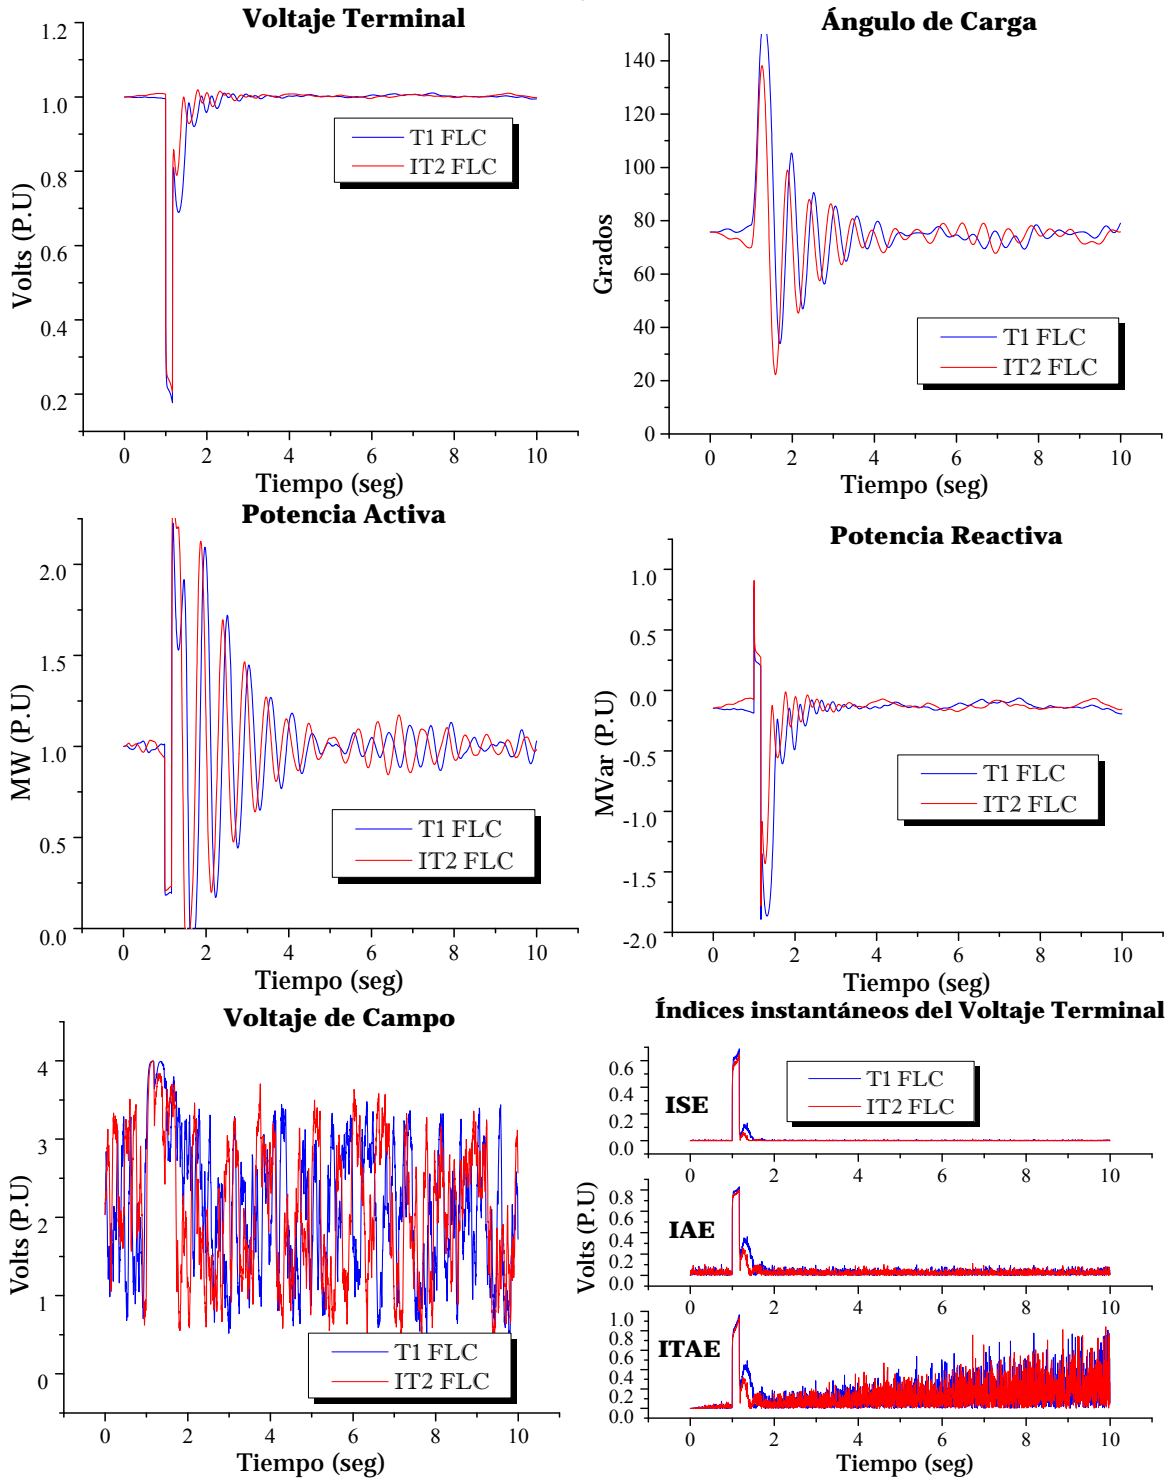 Voltaje Terminal
1.2
1.0
0.8
0.6
0.4
0.2
Volts (P.U)
T1 FLC
IT2 FLC
0 2 4 6 8 10
Tiempo (seg)
Ángulo de Carga
140
120
100
80
60
40
20
0
Grados
T1 FLC
IT2 FLC
0 2 4 6 8 10
Tiempo (seg)
Potencia Activa
2.0
1.5
1.0
0.5
0.0
MW (P.U)
T1 FLC
IT2 FLC
0 2 4 6 8 10
Tiempo (seg)
Potencia Reactiva
1.0
0.5
0.0
-0.5
-1.0
-1.5
-2.0
MVar (P.U)
T1 FLC
IT2 FLC
0 2 4 6 8 10
Tiempo (seg)
Voltaje de Campo
4
3
2
1
0
Volts (P.U)
T1 FLC
IT2 FLC
0 2 4 6 8 10
Tiempo (seg)
Índices instantáneos del Voltaje Terminal
0.6
0.4
0.2
0.0
ISE
T1 FLC
IT2 FLC
0 2 4 6 8 10
0.8
0.6
0.4
0.2
0.0
IAE
Volts (P.U)
0 2 4 6 8 10
1.0
0.8
0.6
0.4
0.2
0.0
ITAE
0 2 4 6 8 10
Tiempo (seg)